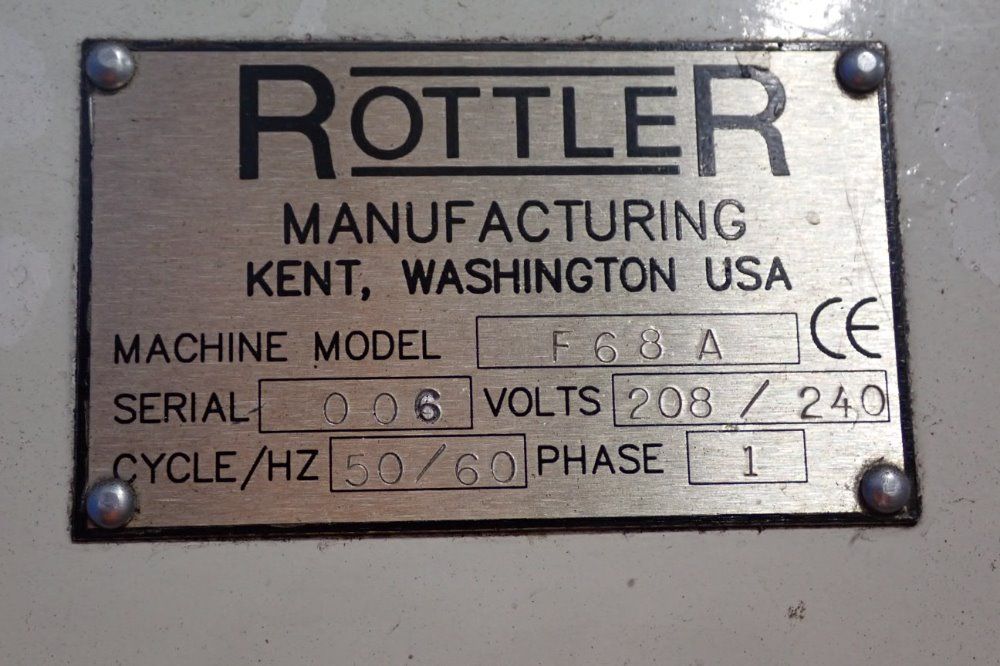 ROTTLER
MANUFACTURING
KENT, WASHINGTON USA
MACHINE MODEL F68A CE
SERIAL 006 VOLTS 208 / 240
CYCLE/HZ 50/60 PHASE 1